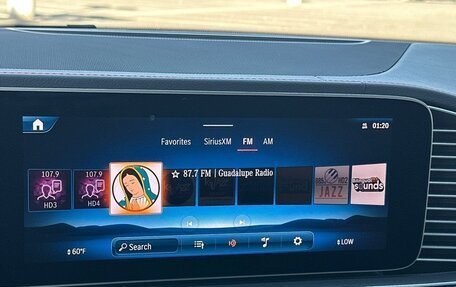 01:20
Favorites SiriusXM FM AM
107.9 107.9
☆ 87.7 FM | Guadalupe Radio
HD3 HD4
JAZZ
HD2
60°F Search LOW